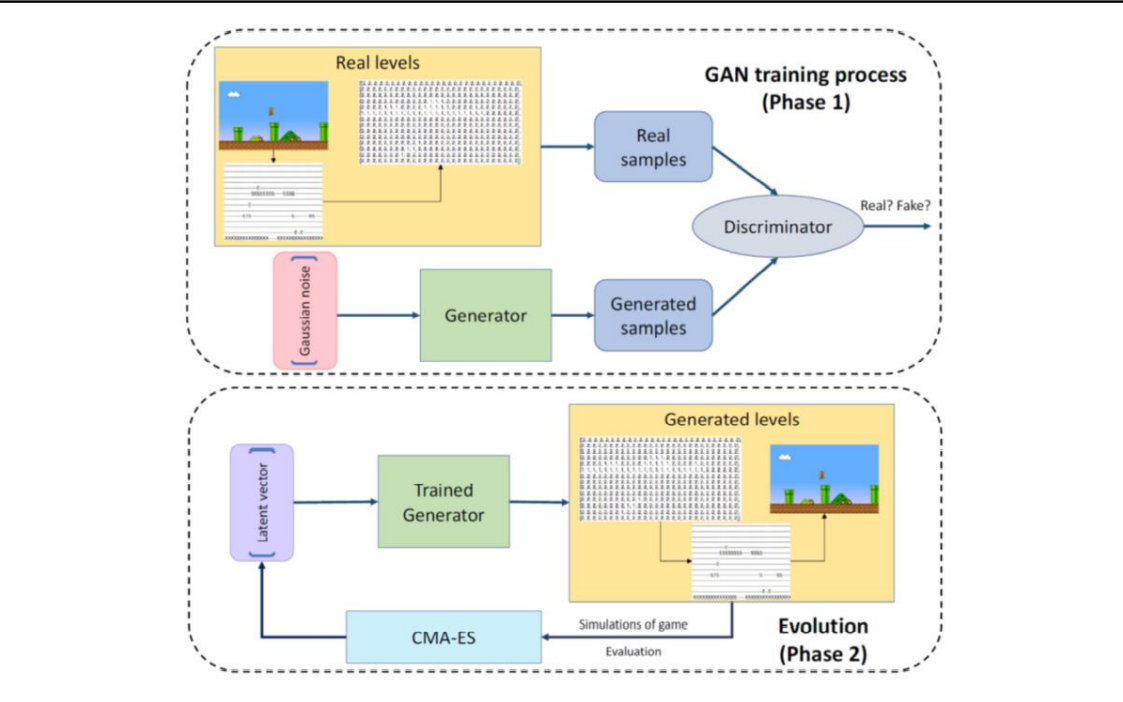 Real levels
GAN training process
(Phase 1)
Real
samples
Discriminator
Real? Fake?
Gaussian noise
Generator
Generated
samples
Generated levels
Latent vector
Trained
Generator
CMA-ES
Simulations of game
Evaluation
Evolution
(Phase 2)